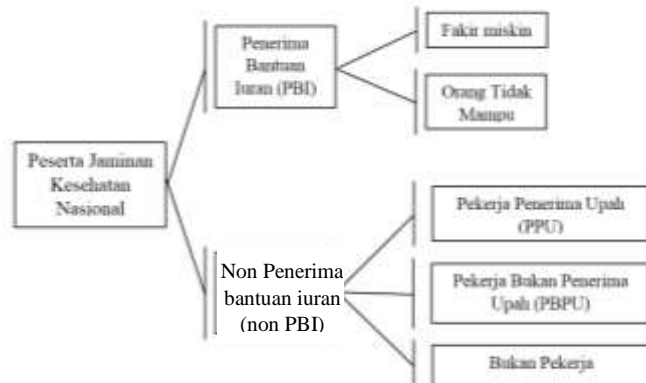 Peserta Jaminan
Kesehatan
Nasional
Penerima
Bantuan
Iuran (PBI)
Fakir miskin
Orang Tidak
Mampu
Non Penerima
bantuan iuran
(non PBI)
Pekerja Penerima Upah
(PPU)
Pekerja Bukan Penerima
Upah (PBPU)
Bukan Pekerja